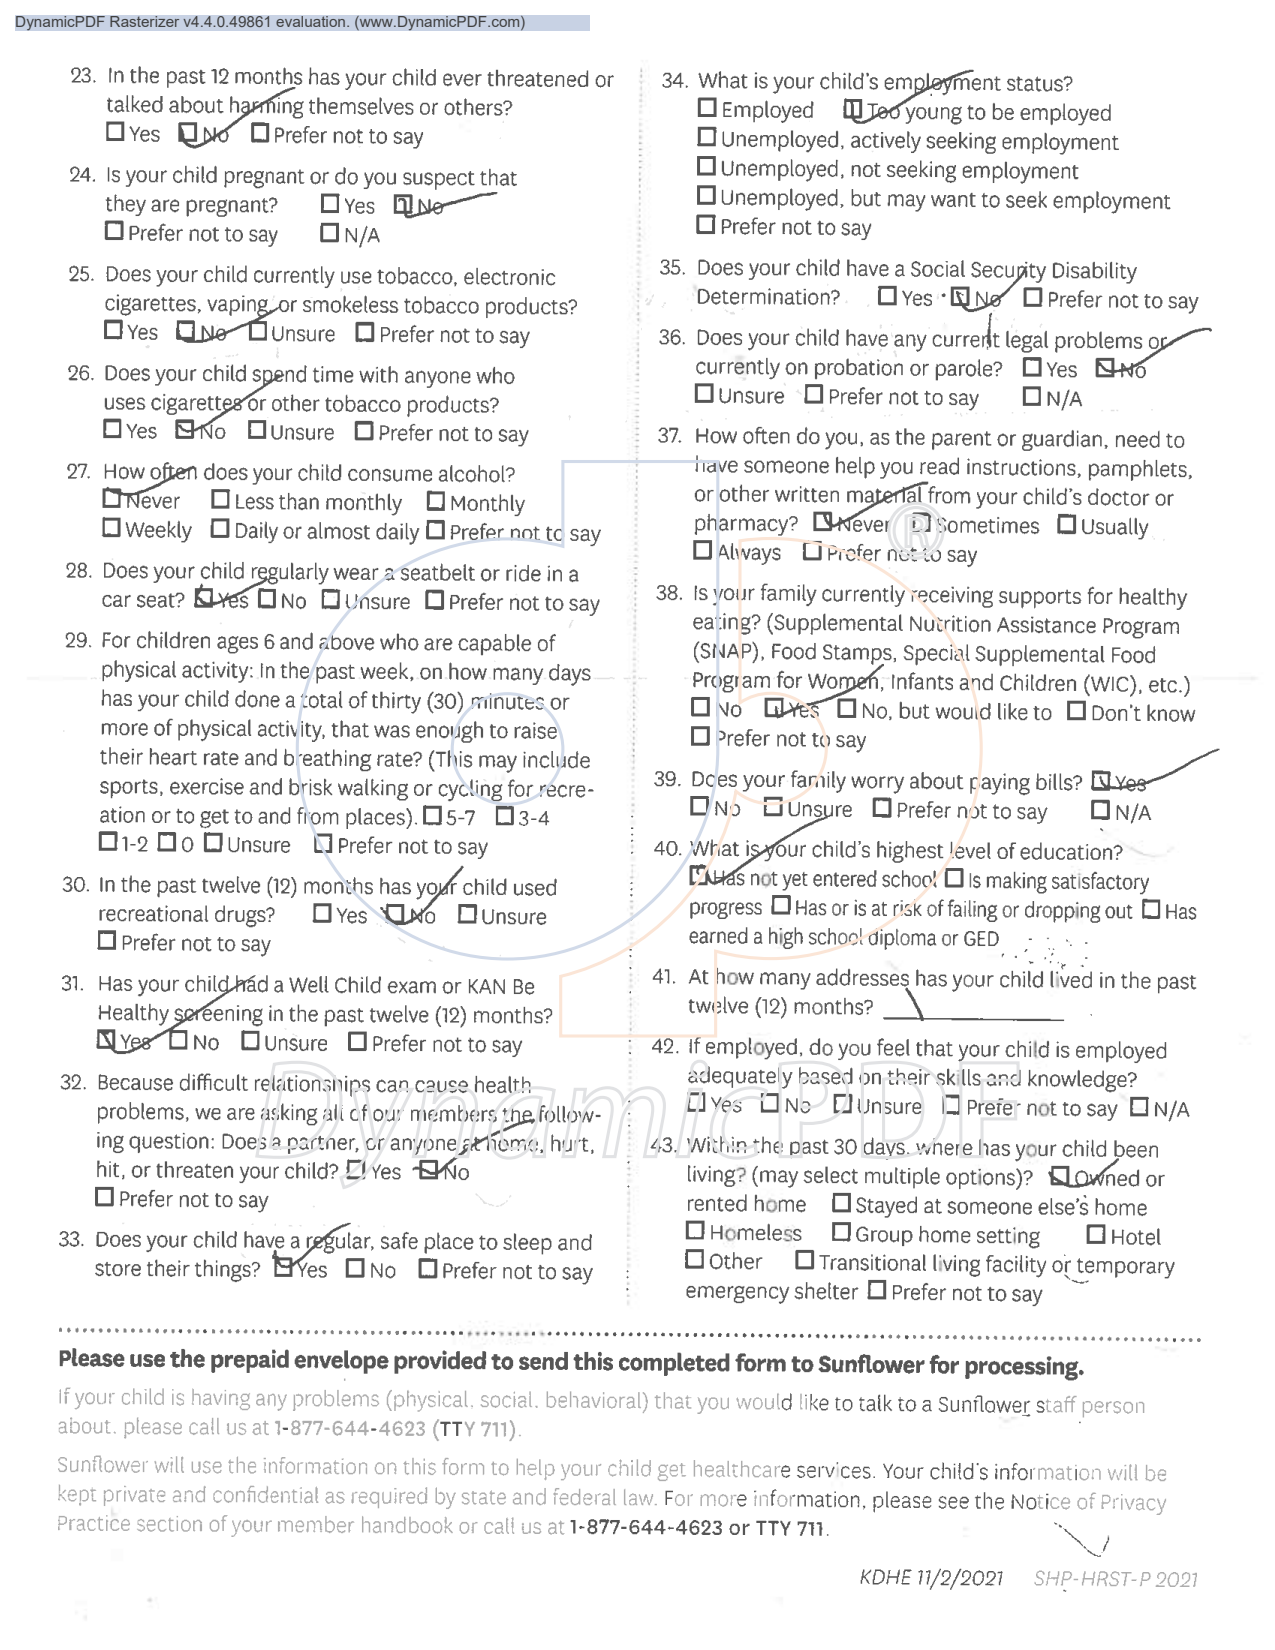 DynamicPDF Rasterizer v4.4.0.49861 evaluation. (www.DynamicPDF.com)
23. In the past 12 months has your child ever threatened or
talked about harming themselves or others?
☐ Yes ☑ No ☐ Prefer not to say
24. Is your child pregnant or do you suspect that
they are pregnant? ☐ Yes ☑ No
☐ Prefer not to say ☐ N/A
25. Does your child currently use tobacco, electronic
cigarettes, vaping, or smokeless tobacco products?
☐ Yes ☑ No ☐ Unsure ☐ Prefer not to say
26. Does your child spend time with anyone who
uses cigarettes or other tobacco products?
☐ Yes ☑ No ☐ Unsure ☐ Prefer not to say
27. How often does your child consume alcohol?
☑ Never ☐ Less than monthly ☐ Monthly
☐ Weekly ☐ Daily or almost daily ☐ Prefer not to say
28. Does your child regularly wear a seatbelt or ride in a
car seat? ☑ Yes ☐ No ☐ Unsure ☐ Prefer not to say
29. For children ages 6 and above who are capable of
physical activity: In the past week, on how many days
has your child done a total of thirty (30) minutes or
more of physical activity, that was enough to raise
their heart rate and breathing rate? (This may include
sports, exercise and brisk walking or cycling for recre-
ation or to get to and from places). ☐ 5-7 ☐ 3-4
☐ 1-2 ☐ 0 ☐ Unsure ☐ Prefer not to say
30. In the past twelve (12) months has your child used
recreational drugs? ☐ Yes ☑ No ☐ Unsure
☐ Prefer not to say
31. Has your child had a Well Child exam or KAN Be
Healthy screening in the past twelve (12) months?
☑ Yes ☐ No ☐ Unsure ☐ Prefer not to say
32. Because difficult relationships can cause health
problems, we are asking all of our members the follow-
ing question: Does a partner, or anyone at home, hurt,
hit, or threaten your child? ☐ Yes ☑ No
☐ Prefer not to say
33. Does your child have a regular, safe place to sleep and
store their things? ☑ Yes ☐ No ☐ Prefer not to say
34. What is your child's employment status?
☐ Employed ☑ Too young to be employed
☐ Unemployed, actively seeking employment
☐ Unemployed, not seeking employment
☐ Unemployed, but may want to seek employment
☐ Prefer not to say
35. Does your child have a Social Security Disability
Determination? ☐ Yes ☑ No ☐ Prefer not to say
36. Does your child have any current legal problems or
currently on probation or parole? ☐ Yes ☑ No
☐ Unsure ☐ Prefer not to say ☐ N/A
37. How often do you, as the parent or guardian, need to
have someone help you read instructions, pamphlets,
or other written material from your child's doctor or
pharmacy? ☑ Never ☐ Sometimes ☐ Usually
☐ Always ☐ Prefer not to say
38. Is your family currently receiving supports for healthy
eating? (Supplemental Nutrition Assistance Program
(SNAP), Food Stamps, Special Supplemental Food
Program for Women, Infants and Children (WIC), etc.)
☐ No ☑ Yes ☐ No, but would like to ☐ Don't know
☐ Prefer not to say
39. Does your family worry about paying bills? ☑ Yes
☐ No ☐ Unsure ☐ Prefer not to say ☐ N/A
40. What is your child's highest level of education?
☑ Has not yet entered school ☐ Is making satisfactory
progress ☐ Has or is at risk of failing or dropping out ☐ Has
earned a high school diploma or GED
41. At how many addresses has your child lived in the past
twelve (12) months? \
42. If employed, do you feel that your child is employed
adequately based on their skills and knowledge?
☐ Yes ☐ No ☐ Unsure ☐ Prefer not to say ☐ N/A
43. Within the past 30 days, where has your child been
living? (may select multiple options)? ☑ Owned or
rented home ☐ Stayed at someone else's home
☐ Homeless ☐ Group home setting ☐ Hotel
☐ Other ☐ Transitional living facility or temporary
emergency shelter ☐ Prefer not to say
DynamicPDF
®
Please use the prepaid envelope provided to send this completed form to Sunflower for processing.
If your child is having any problems (physical, social, behavioral) that you would like to talk to a Sunflower staff person
about, please call us at 1-877-644-4623 (TTY 711).
Sunflower will use the information on this form to help your child get healthcare services. Your child's information will be
kept private and confidential as required by state and federal law. For more information, please see the Notice of Privacy
Practice section of your member handbook or call us at 1-877-644-4623 or TTY 711.
KDHE 11/2/2021 SHP-HRST-P 2021